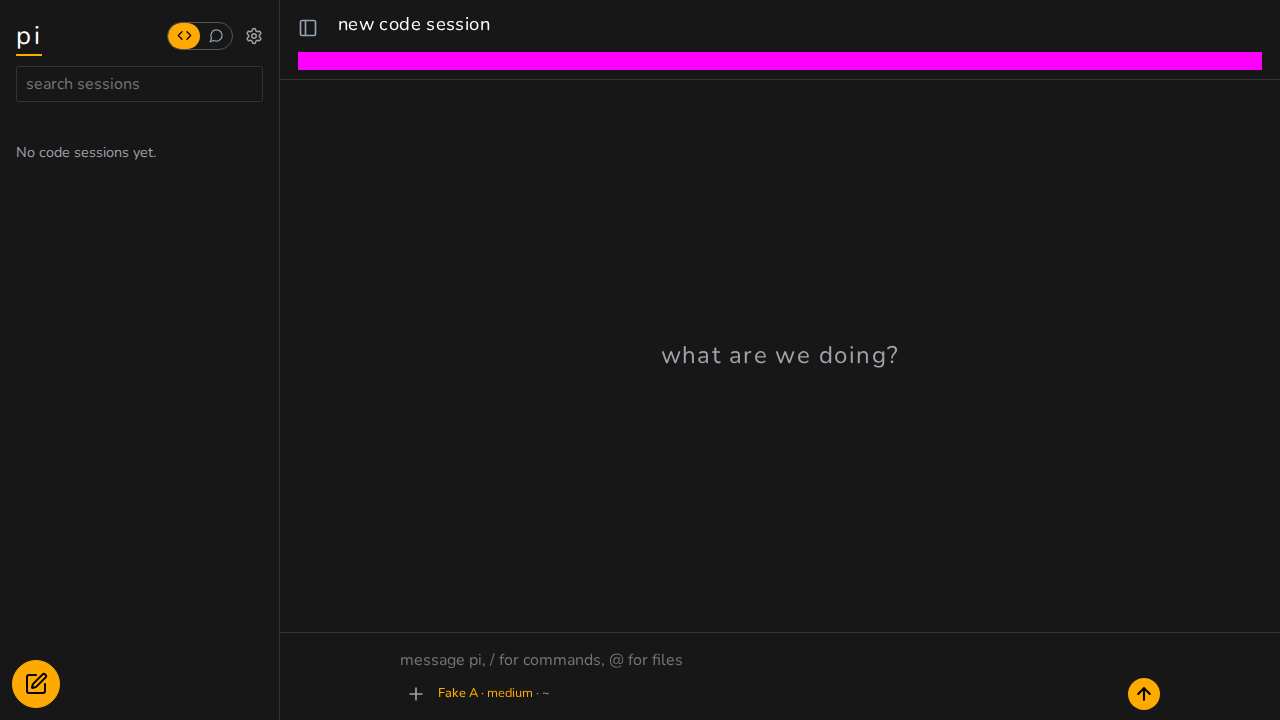 pi
search sessions
No code sessions yet.
new code session
what are we doing?
message pi, / for commands, @ for files
Fake A · medium · ~